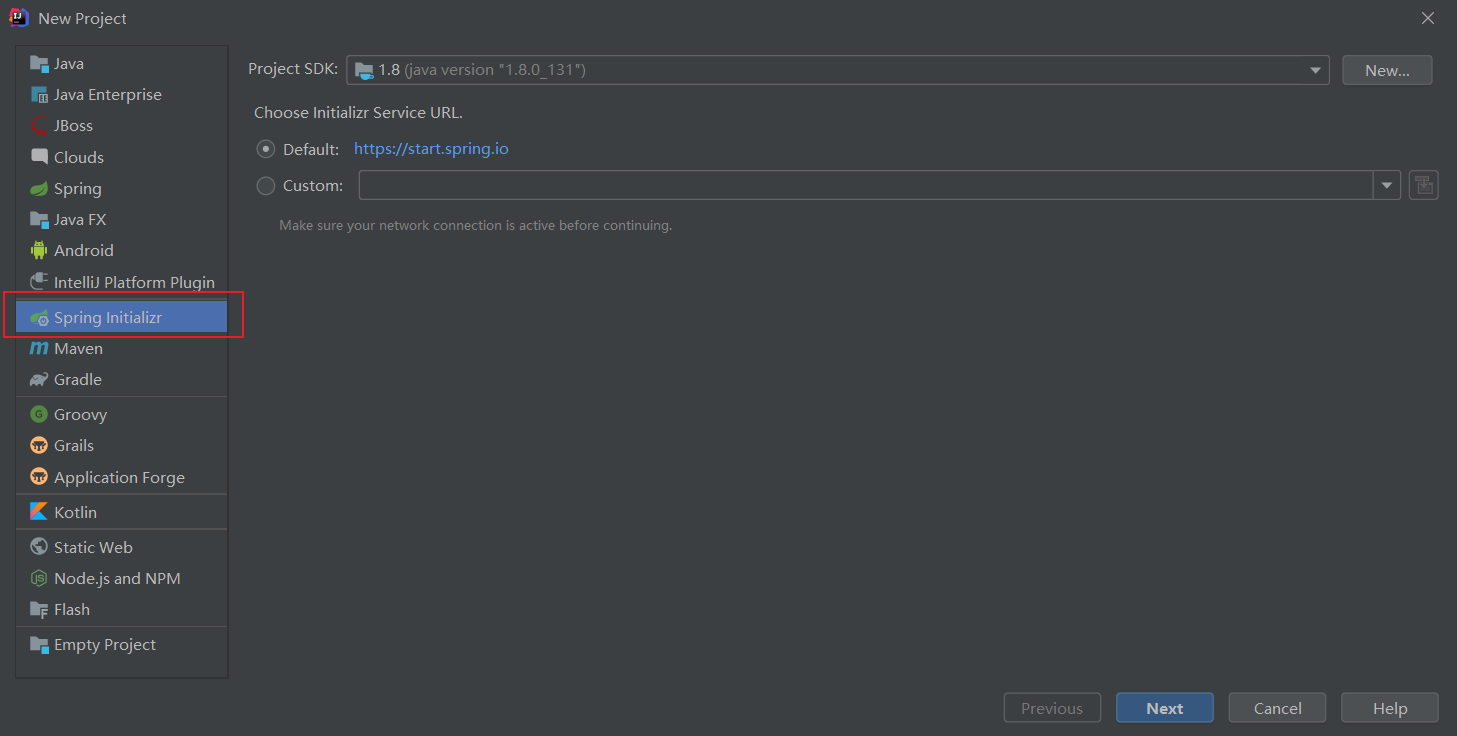 New Project
Java
Java Enterprise
JBoss
Clouds
Spring
Java FX
Android
IntelliJ Platform Plugin
Spring Initializr
Maven
Gradle
Groovy
Grails
Application Forge
Kotlin
Static Web
Node.js and NPM
Flash
Empty Project
Project SDK: 1.8 (java version "1.8.0_131") New...
Choose Initializr Service URL.
Default: https://start.spring.io
Custom:
Make sure your network connection is active before continuing.
Previous Next Cancel Help